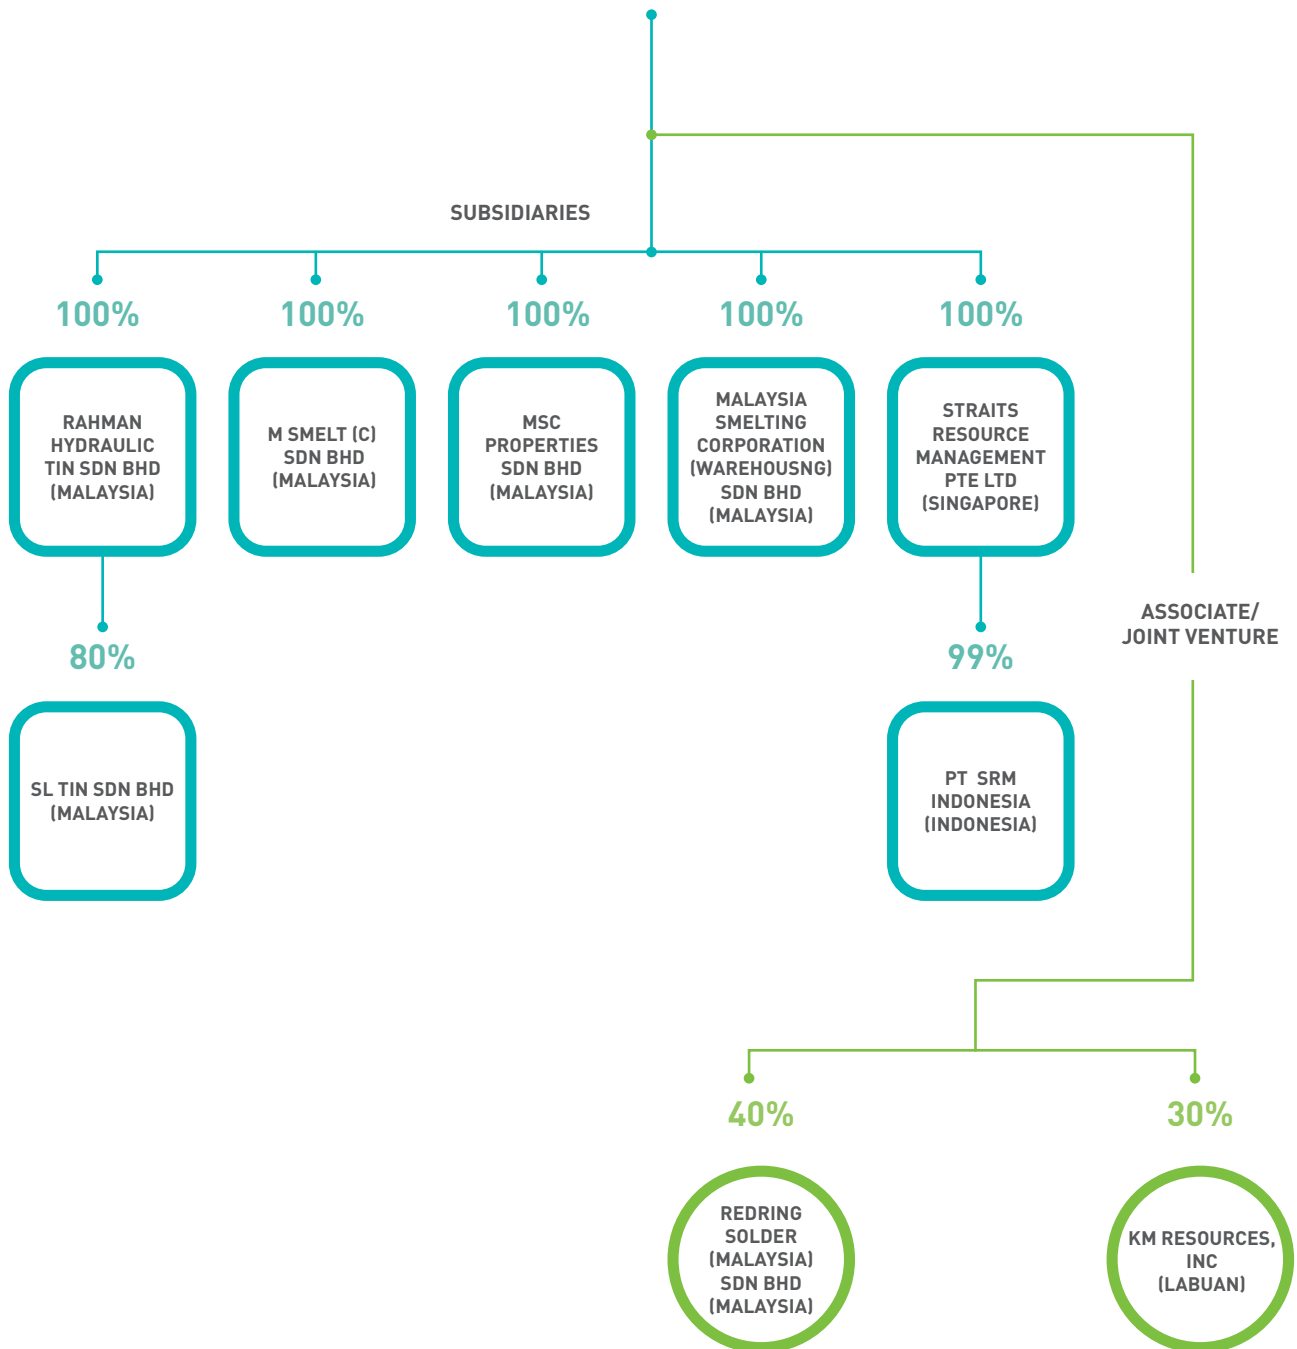 SUBSIDIARIES
100%
100%
100%
100%
100%
RAHMAN
HYDRAULIC
TIN SDN BHD
(MALAYSIA)
M SMELT (C)
SDN BHD
(MALAYSIA)
MSC
PROPERTIES
SDN BHD
(MALAYSIA)
MALAYSIA
SMELTING
CORPORATION
(WAREHOUSNG)
SDN BHD
(MALAYSIA)
STRAITS
RESOURCE
MANAGEMENT
PTE LTD
(SINGAPORE)
ASSOCIATE/
JOINT VENTURE
80%
99%
SL TIN SDN BHD
(MALAYSIA)
PT SRM
INDONESIA
(INDONESIA)
40%
30%
REDRING
SOLDER
(MALAYSIA)
SDN BHD
(MALAYSIA)
KM RESOURCES,
INC
(LABUAN)